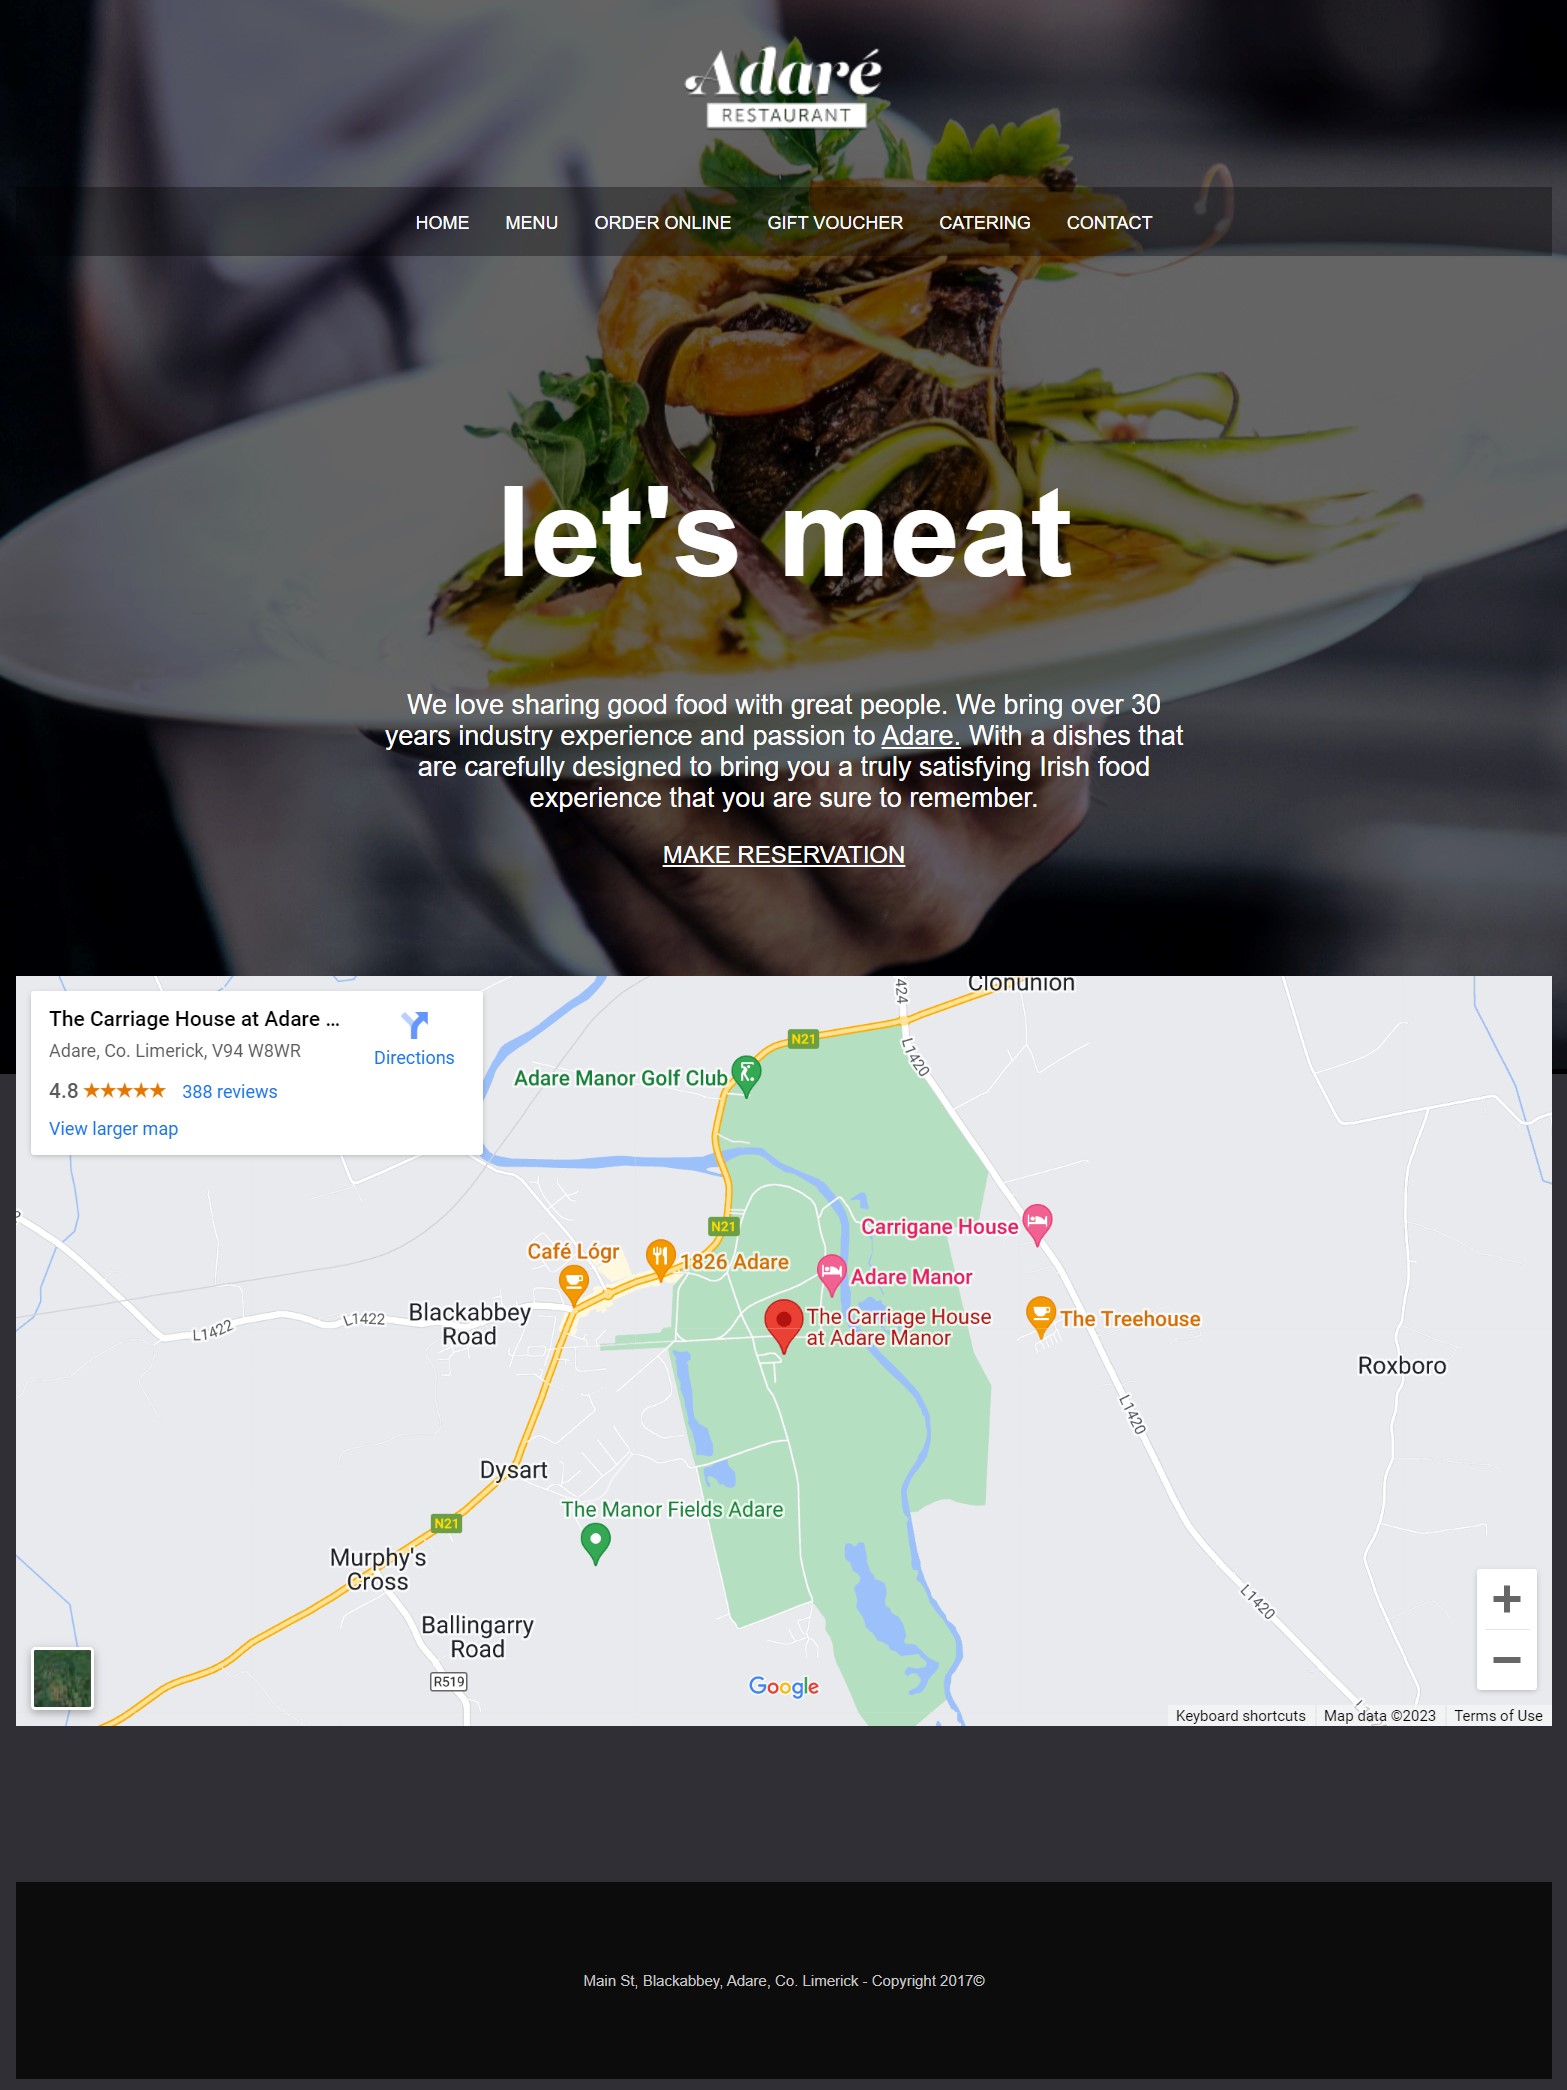 Adaré
RESTAURANT
HOME MENU ORDER ONLINE GIFT VOUCHER CATERING CONTACT
let's meat
We love sharing good food with great people. We bring over 30
years industry experience and passion to Adare. With a dishes that
are carefully designed to bring you a truly satisfying Irish food
experience that you are sure to remember.
MAKE RESERVATION
The Carriage House at Adare ...
Adare, Co. Limerick, V94 W8WR
Directions
4.8 388 reviews
View larger map
Clonunion
424
N21
L1420
Adare Manor Golf Club
Carrigane House
N21
Café Lógr
1826 Adare
Adare Manor
Blackabbey
Road
L1422
L1422
The Carriage House
at Adare Manor
The Treehouse
Roxboro
L1420
Dysart
The Manor Fields Adare
N21
Murphy's
Cross
L1420
Ballingarry
Road
R519
Google
Keyboard shortcuts Map data ©2023 Terms of Use
Main St, Blackabbey, Adare, Co. Limerick - Copyright 2017©